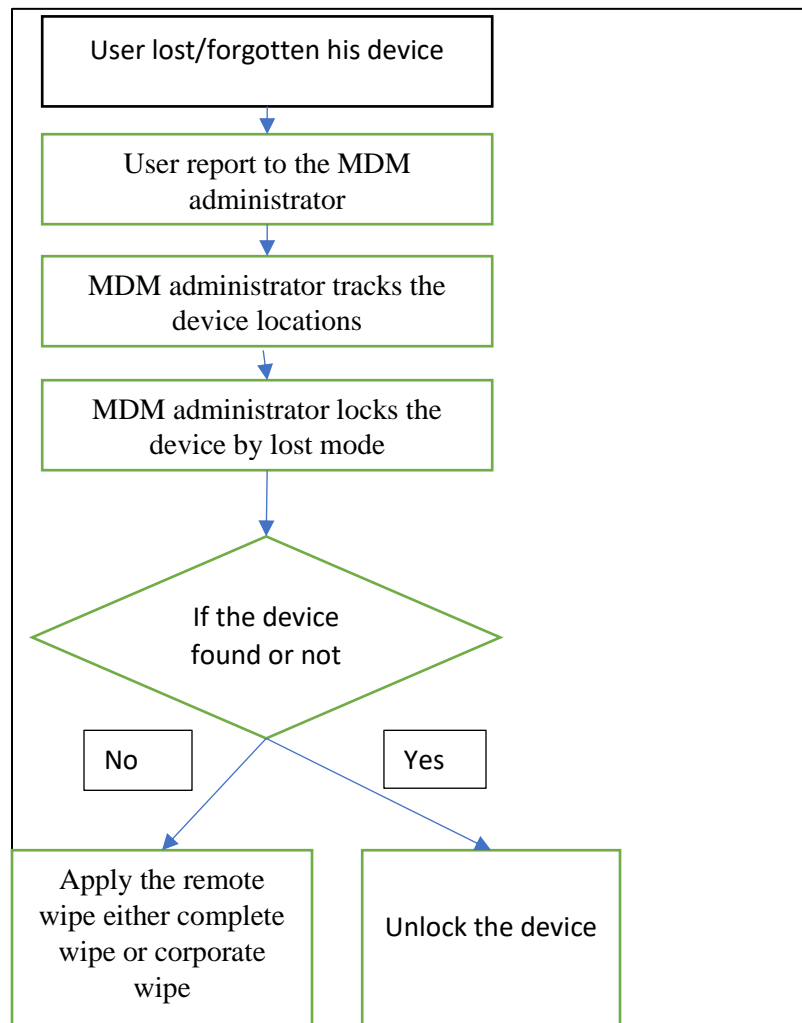 User lost/forgotten his device
User report to the MDM
administrator
MDM administrator tracks the
device locations
MDM administrator locks the
device by lost mode
If the device
found or not
No
Yes
Apply the remote
wipe either complete
wipe or corporate
wipe
Unlock the device